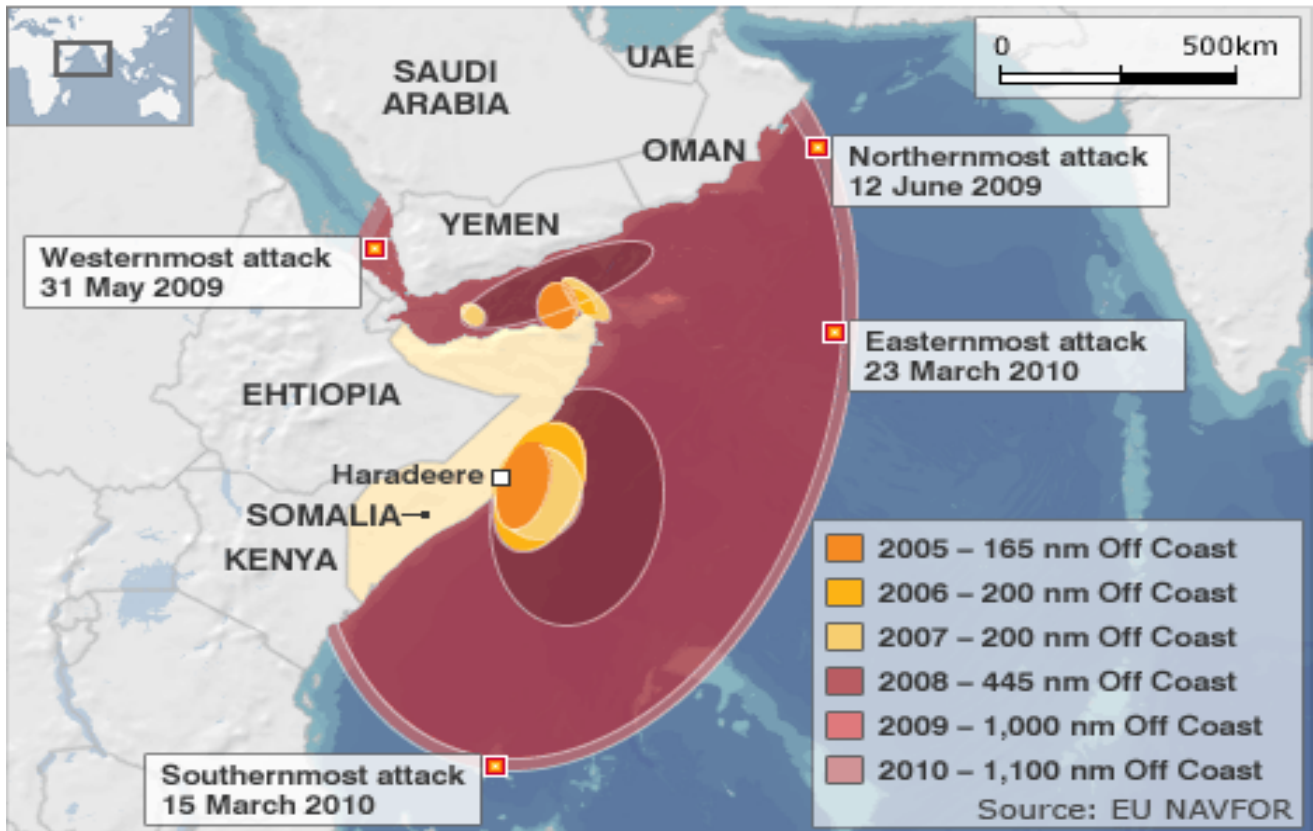 0 500km
UAE
SAUDI
ARABIA
OMAN
Northernmost attack
12 June 2009
YEMEN
Westernmost attack
31 May 2009
Easternmost attack
23 March 2010
EHTIOPIA
Haradeere
SOMALIA
KENYA
2005 – 165 nm Off Coast
2006 – 200 nm Off Coast
2007 – 200 nm Off Coast
2008 – 445 nm Off Coast
2009 – 1,000 nm Off Coast
2010 – 1,100 nm Off Coast
Source: EU NAVFOR
Southernmost attack
15 March 2010